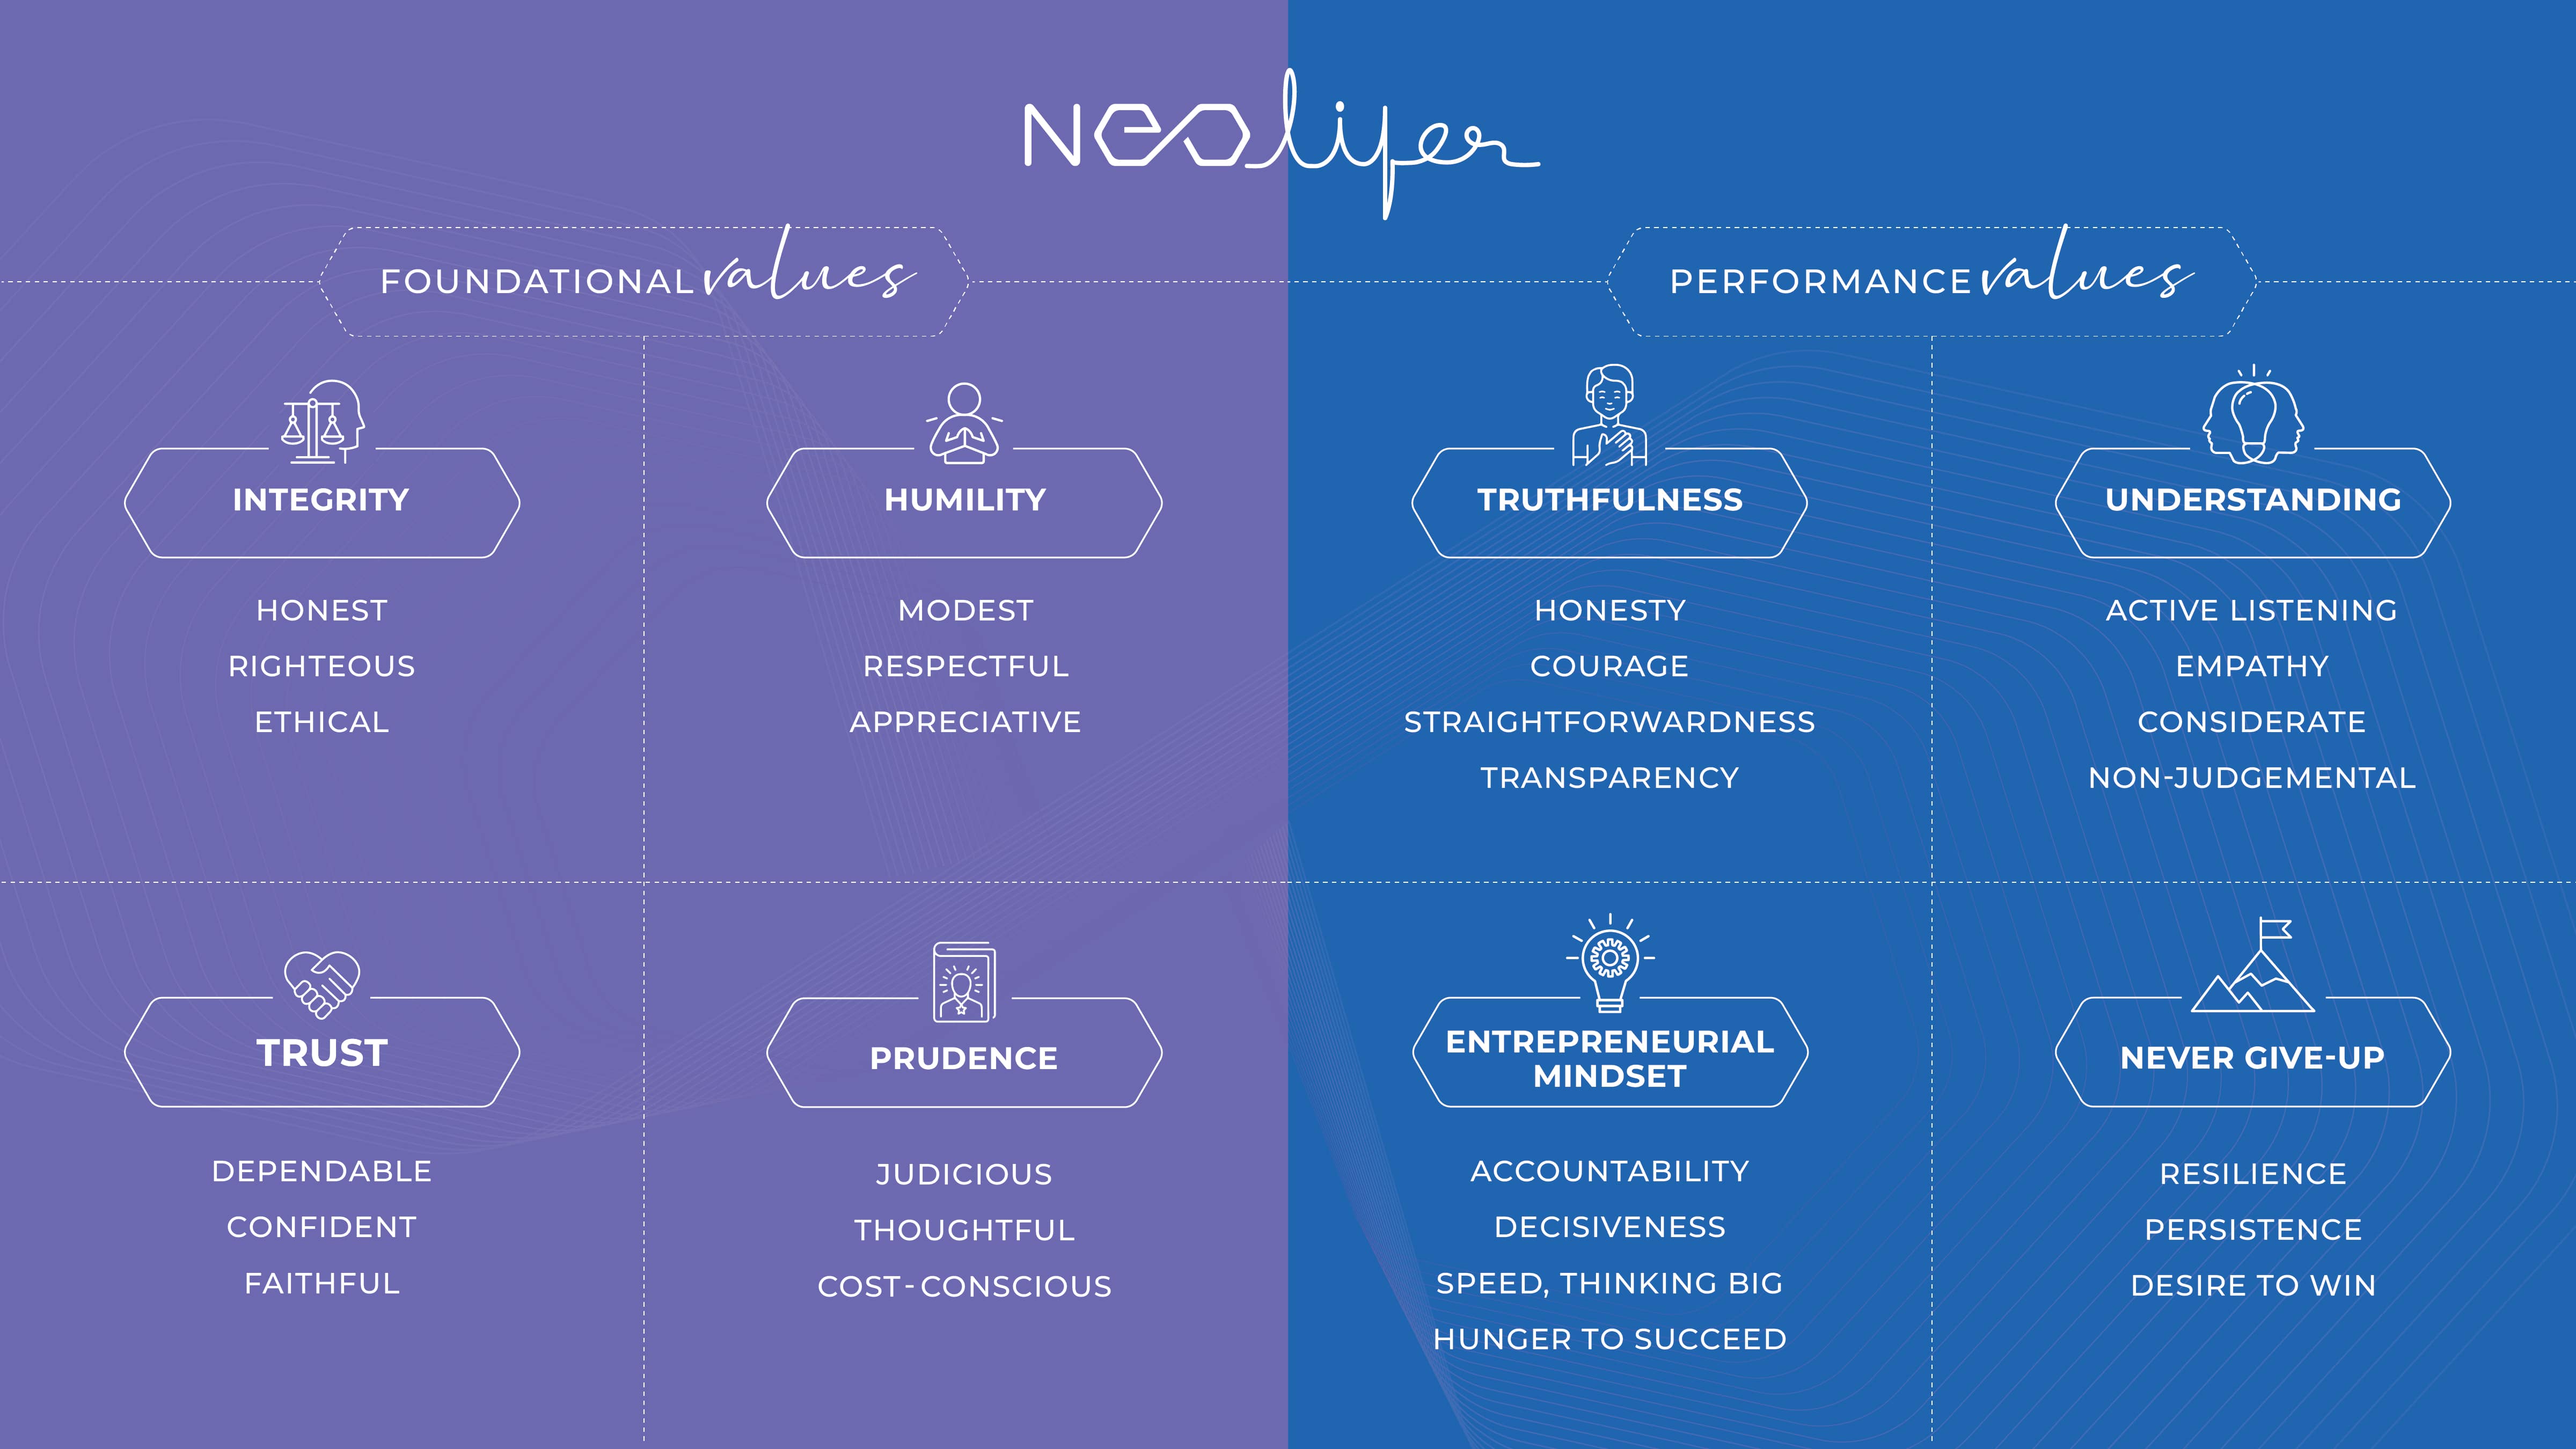 Neolifer
FOUNDATIONAL values
INTEGRITY
HONEST
RIGHTEOUS
ETHICAL
HUMILITY
MODEST
RESPECTFUL
APPRECIATIVE
TRUST
DEPENDABLE
CONFIDENT
FAITHFUL
PRUDENCE
JUDICIOUS
THOUGHTFUL
COST-CONSCIOUS
PERFORMANCE values
TRUTHFULNESS
HONESTY
COURAGE
STRAIGHTFORWARDNESS
TRANSPARENCY
UNDERSTANDING
ACTIVE LISTENING
EMPATHY
CONSIDERATE
NON-JUDGEMENTAL
ENTREPRENEURIAL
MINDSET
ACCOUNTABILITY
DECISIVENESS
SPEED, THINKING BIG
HUNGER TO SUCCEED
NEVER GIVE-UP
RESILIENCE
PERSISTENCE
DESIRE TO WIN